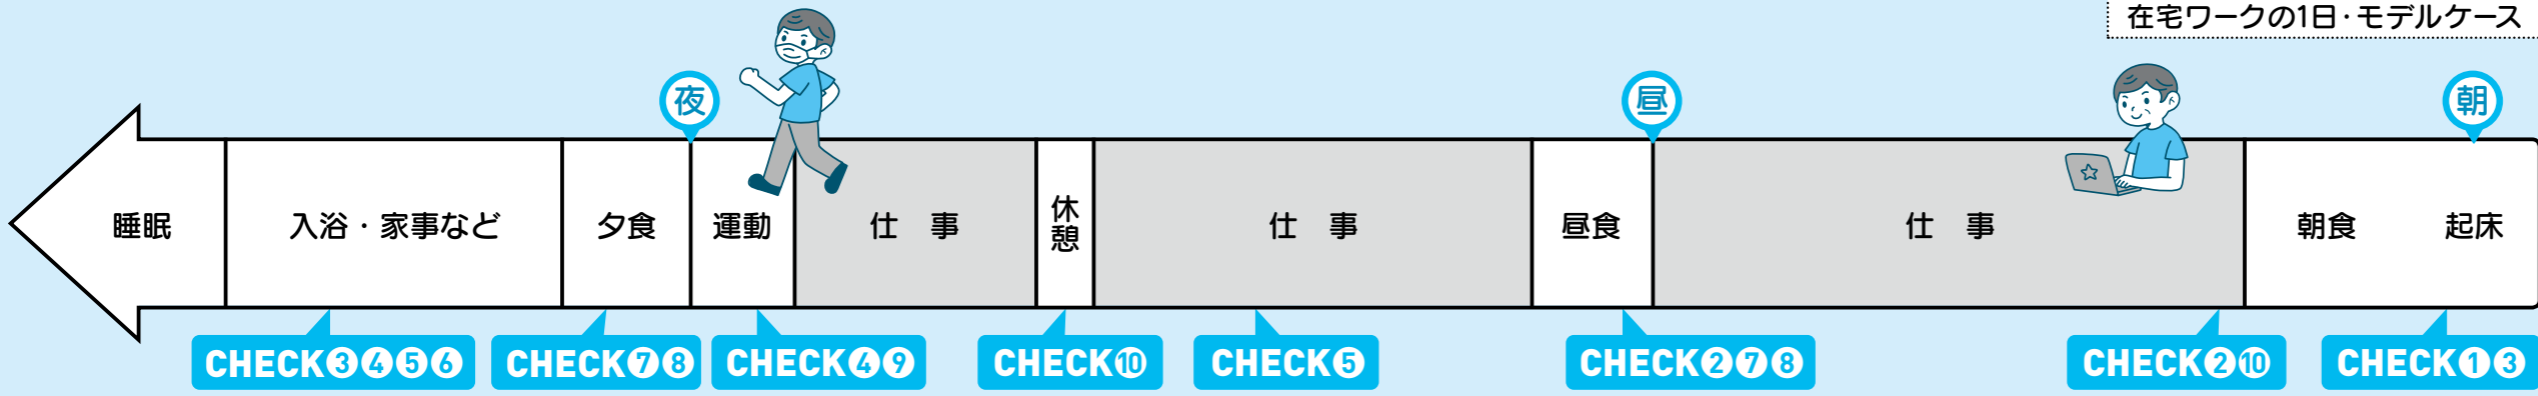 在宅ワークの1日・モデルケース
朝
昼
夜
起床
朝食
仕 事
昼食
仕 事
休憩
仕 事
運動
夕食
入浴・家事など
睡眠
CHECK❶❸
CHECK❷❿
CHECK❷❼❽
CHECK❺
CHECK❿
CHECK❹❾
CHECK❼❽
CHECK❸❹❺❻